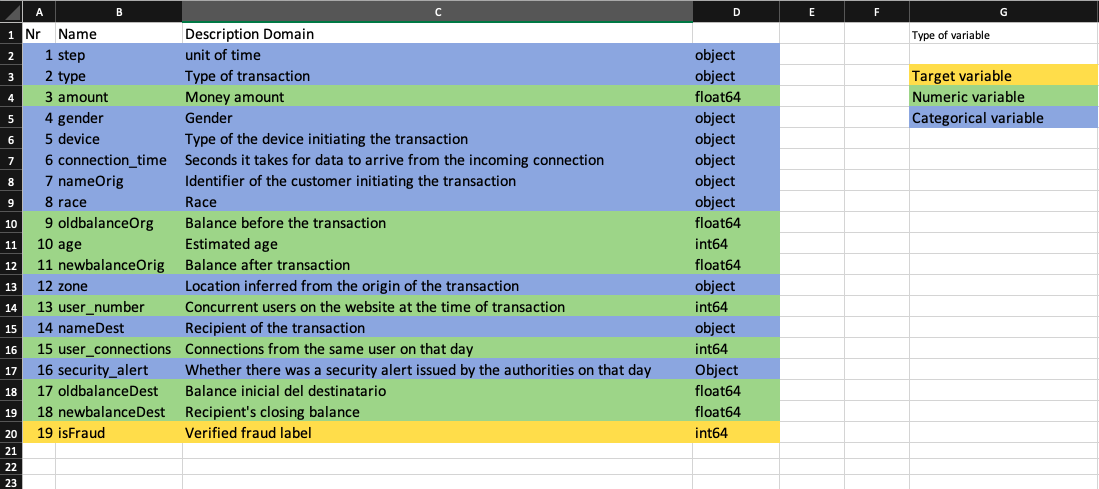 A B C D E F G
1 Nr Name Description Domain Type of variable
2 1 step unit of time object
3 2 type Type of transaction object Target variable
4 3 amount Money amount float64 Numeric variable
5 4 gender Gender object Categorical variable
6 5 device Type of the device initiating the transaction object
7 6 connection_time Seconds it takes for data to arrive from the incoming connection object
8 7 nameOrig Identifier of the customer initiating the transaction object
9 8 race Race object
10 9 oldbalanceOrg Balance before the transaction float64
11 10 age Estimated age int64
12 11 newbalanceOrig Balance after transaction float64
13 12 zone Location inferred from the origin of the transaction object
14 13 user_number Concurrent users on the website at the time of transaction int64
15 14 nameDest Recipient of the transaction object
16 15 user_connections Connections from the same user on that day int64
17 16 security_alert Whether there was a security alert issued by the authorities on that day Object
18 17 oldbalanceDest Balance inicial del destinatario float64
19 18 newbalanceDest Recipient's closing balance float64
20 19 isFraud Verified fraud label int64
21
22
23